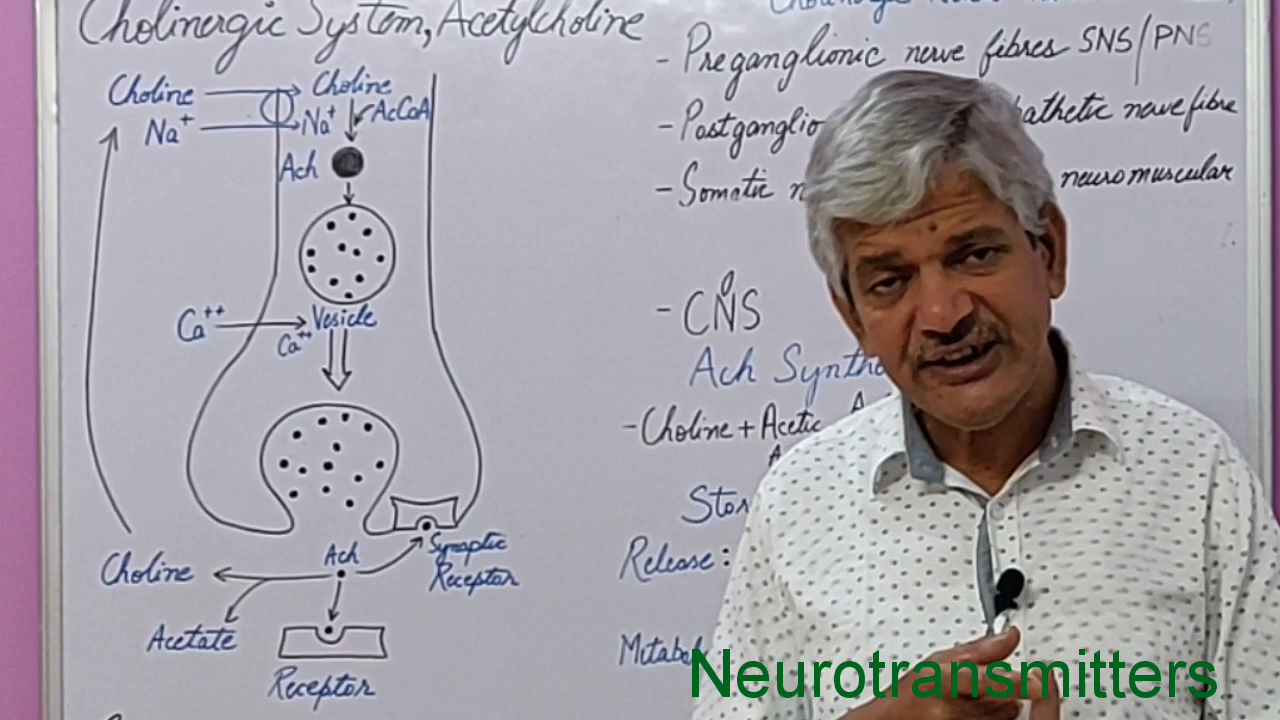 Cholinergic System, Acetylcholine
Choline → Choline
AcCoA
Na+ → Na+
Ach
Ca++ → Vesicle
Ca++
Ach
Synaptic
Receptor
Choline
Acetate
Receptor
- Preganglionic nerve fibres SNS/PNS
- Postganglio pathetic nerve fibre
- Somatic n neuromuscular
- CNS
Ach Synthe
- Choline + Acetic A
Stor
Release:
Metabol
Neurotransmitters